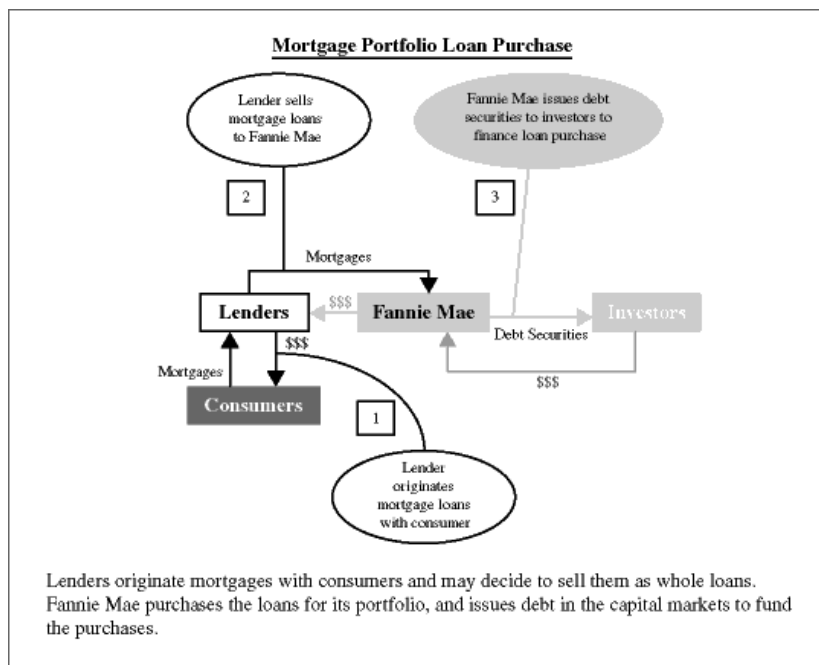 Mortgage Portfolio Loan Purchase
Lender sells
mortgage loans
to Fannie Mae
Fannie Mae issues debt
securities to investors to
finance loan purchase
2
3
Mortgages
Lenders
$$$
Fannie Mae
Investors
Debt Securities
$$$
Mortgages
$$$
Consumers
1
Lender
originates
mortgage loans
with consumer
Lenders originate mortgages with consumers and may decide to sell them as whole loans.
Fannie Mae purchases the loans for its portfolio, and issues debt in the capital markets to fund
the purchases.